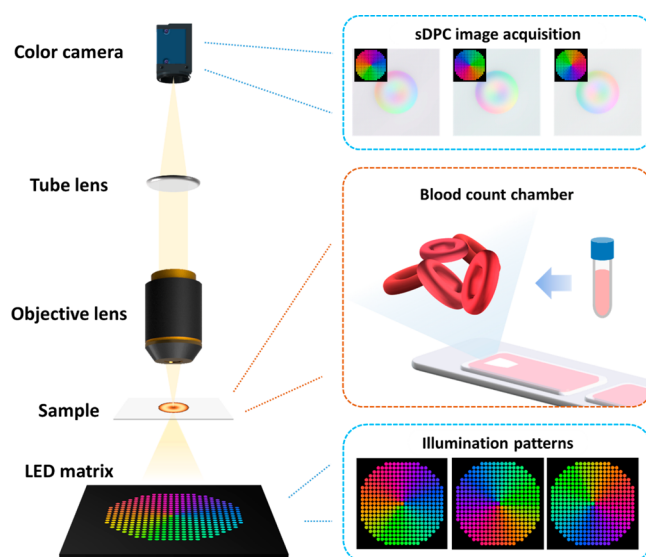 Color camera
sDPC image acquisition
Tube lens
Blood count chamber
Objective lens
Sample
LED matrix
Illumination patterns